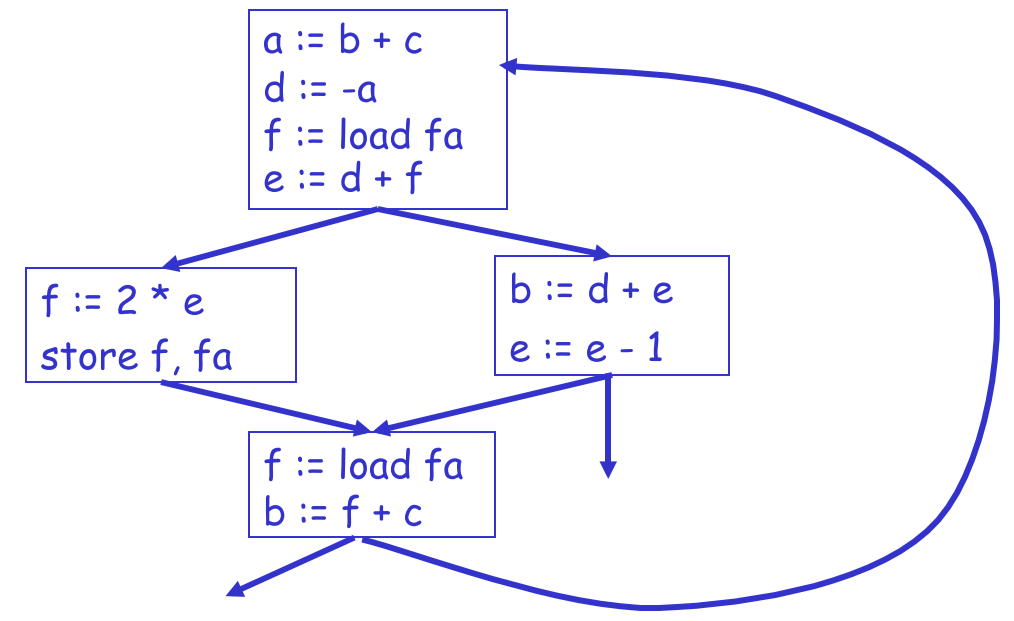 a := b + c
d := -a
f := load fa
e := d + f
f := 2 * e
store f, fa
b := d + e
e := e - 1
f := load fa
b := f + c